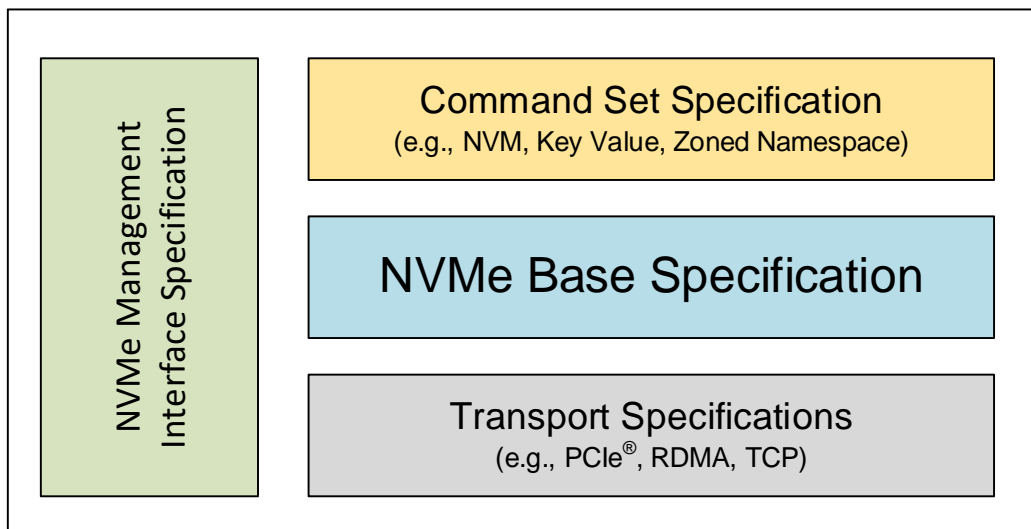 NVMe Management
Interface Specification
Command Set Specification
(e.g., NVM, Key Value, Zoned Namespace)
NVMe Base Specification
Transport Specifications
(e.g., PCIe®, RDMA, TCP)